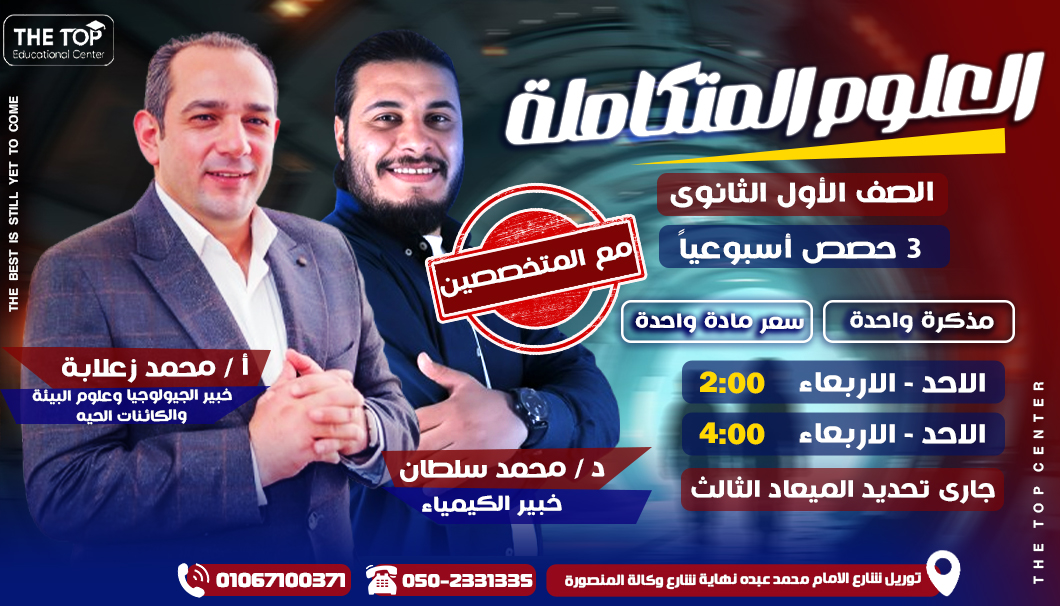 THE TOP
Educational Center
THE BEST IS STILL YET TO COME
العلوم المتكاملة
الصف الأول الثانوى
3 حصص أسبوعياً
مع المتخصصين
مذكرة واحدة
سعر مادة واحدة
الاحد - الاربعاء 2:00
الاحد - الاربعاء 4:00
جارى تحديد الميعاد الثالث
أ / محمد زعلابة
خبير الجيولوجيا وعلوم البيئة
والكائنات الحيه
د / محمد سلطان
خبير الكيمياء
THE TOP CENTER
توريل شارع الامام محمد عبده نهاية شارع وكالة المنصورة
050-2331335
01067100371